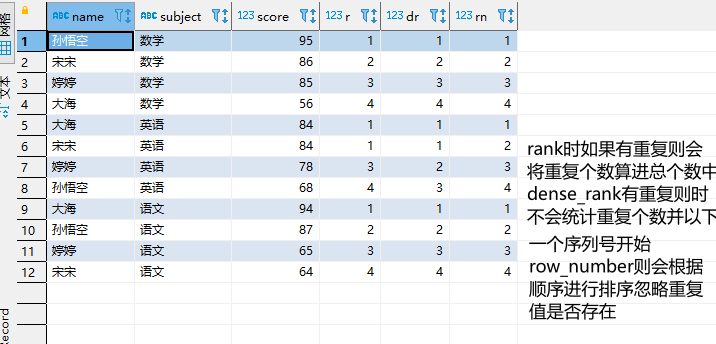 网格
文本
Record
ABC name ABC subject 123 score 123 r 123 dr 123 rn
1 孙悟空 数学 95 1 1 1
2 宋宋 数学 86 2 2 2
3 婷婷 数学 85 3 3 3
4 大海 数学 56 4 4 4
5 大海 英语 84 1 1 1
6 宋宋 英语 84 1 1 2
7 婷婷 英语 78 3 2 3
8 孙悟空 英语 68 4 3 4
9 大海 语文 94 1 1 1
10 孙悟空 语文 87 2 2 2
11 婷婷 语文 65 3 3 3
12 宋宋 语文 64 4 4 4
rank时如果有重复则会
将重复个数算进总个数中
dense_rank有重复则时
不会统计重复个数并以下
一个序列号开始
row_number则会根据
顺序进行排序忽略重复
值是否存在